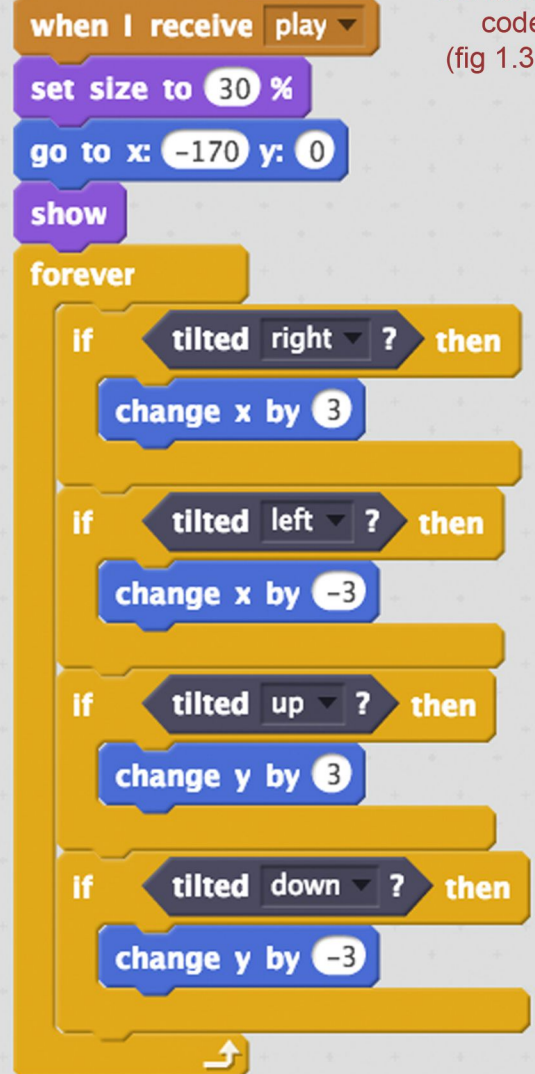 when I receive play
code
(fig 1.3
set size to 30 %
go to x: -170 y: 0
show
forever
if tilted right ? then
change x by 3
if tilted left ? then
change x by -3
if tilted up ? then
change y by 3
if tilted down ? then
change y by -3